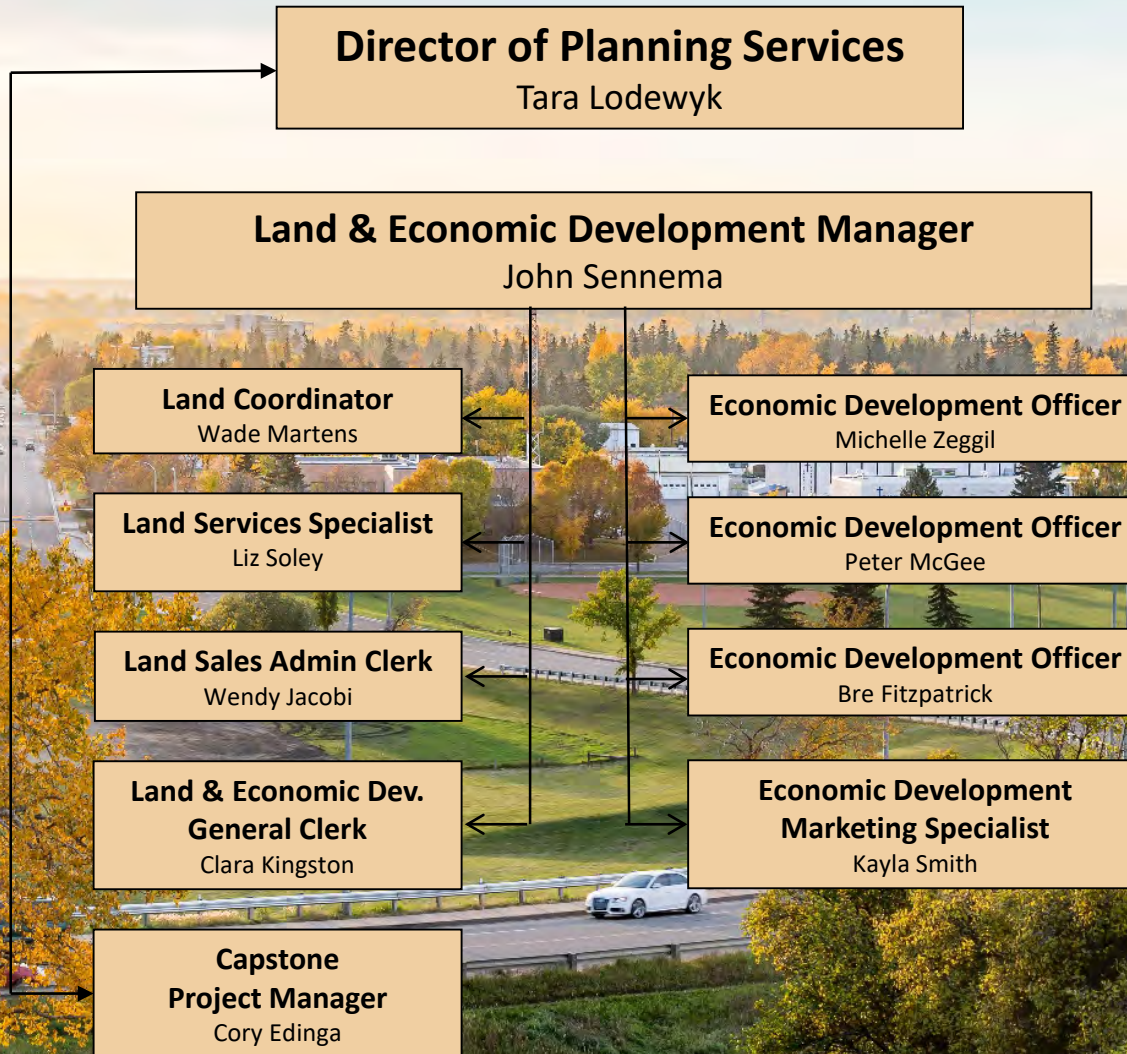 Director of Planning Services
Tara Lodewyk
Land & Economic Development Manager
John Sennema
Land Coordinator
Wade Martens
Land Services Specialist
Liz Soley
Land Sales Admin Clerk
Wendy Jacobi
Land & Economic Dev.
General Clerk
Clara Kingston
Economic Development Officer
Michelle Zeggil
Economic Development Officer
Peter McGee
Economic Development Officer
Bre Fitzpatrick
Economic Development
Marketing Specialist
Kayla Smith
Capstone
Project Manager
Cory Edinga